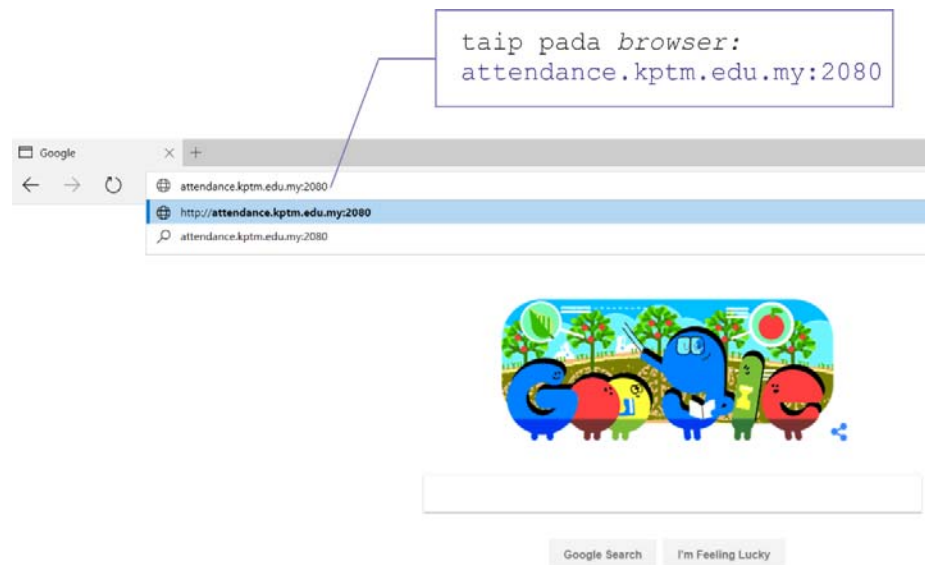 taip pada browser:
attendance.kptm.edu.my:2080
Google
attendance.kptm.edu.my:2080
http://attendance.kptm.edu.my:2080
attendance.kptm.edu.my:2080
Google
Google Search I'm Feeling Lucky